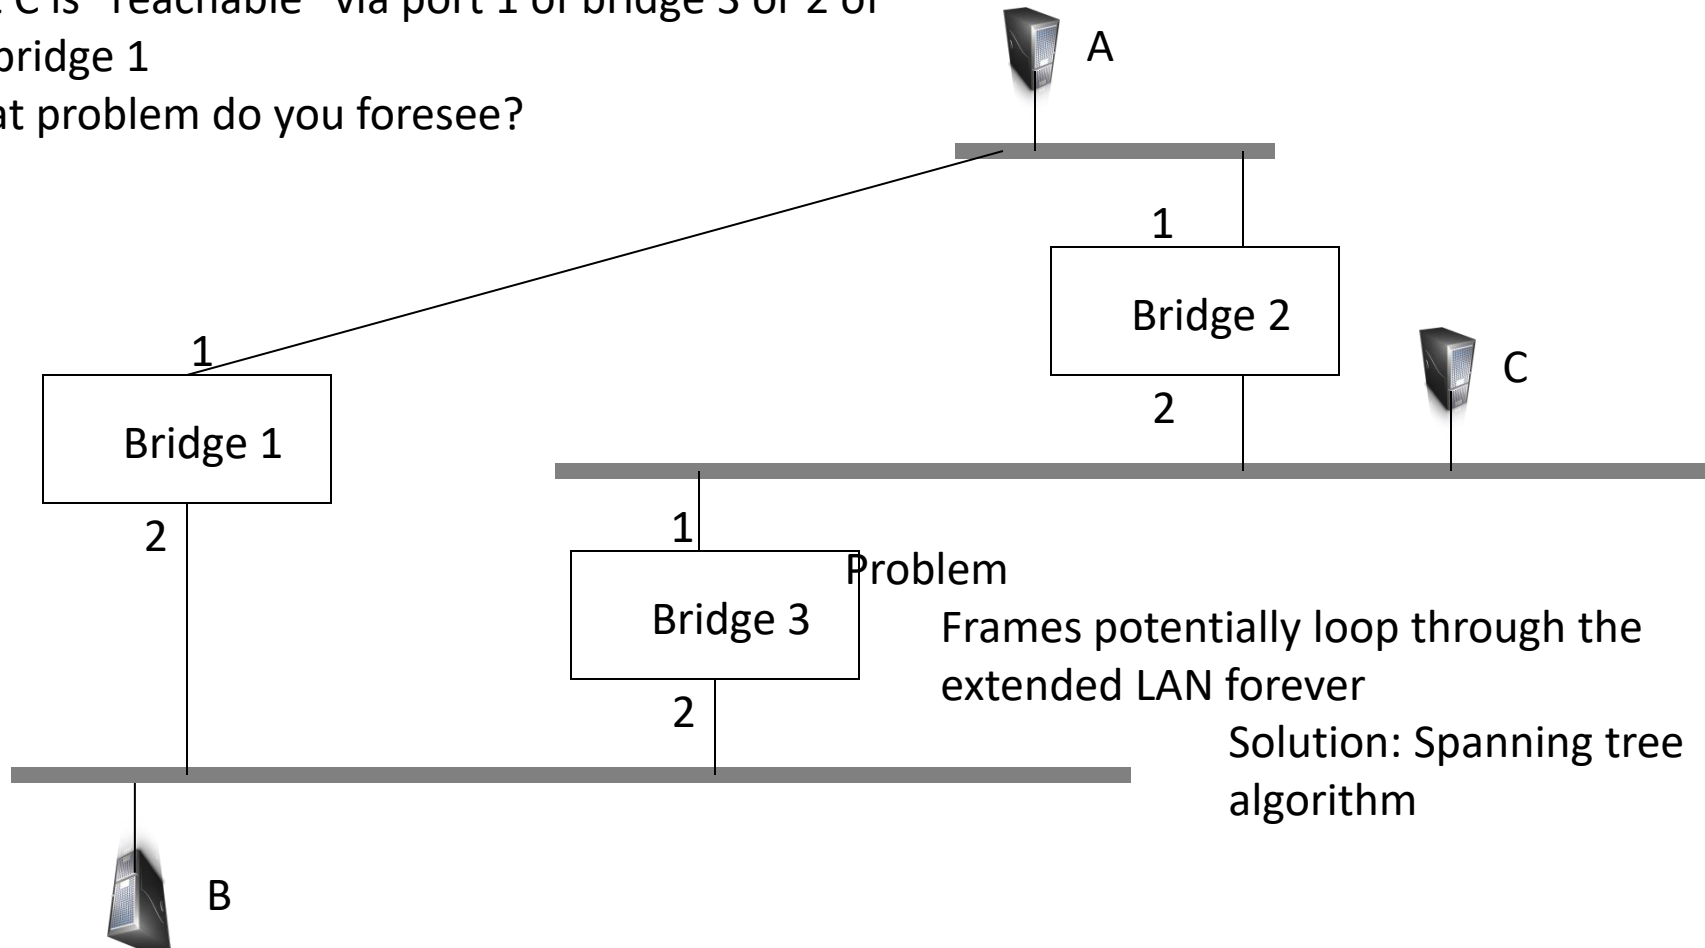 C is "reachable" via port 1 of bridge 3 or 2 of
bridge 1
at problem do you foresee?
A
1
Bridge 2
1
C
2
Bridge 1
2
1
Problem
Bridge 3
Frames potentially loop through the
extended LAN forever
2
Solution: Spanning tree
algorithm
B